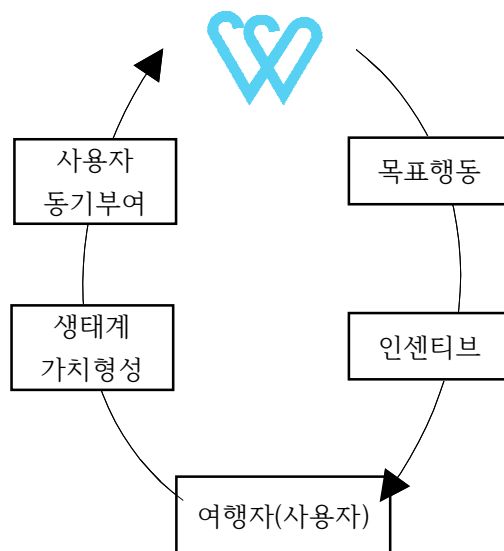 사용자
동기부여
목표행동
생태계
가치형성
인센티브
여행자(사용자)